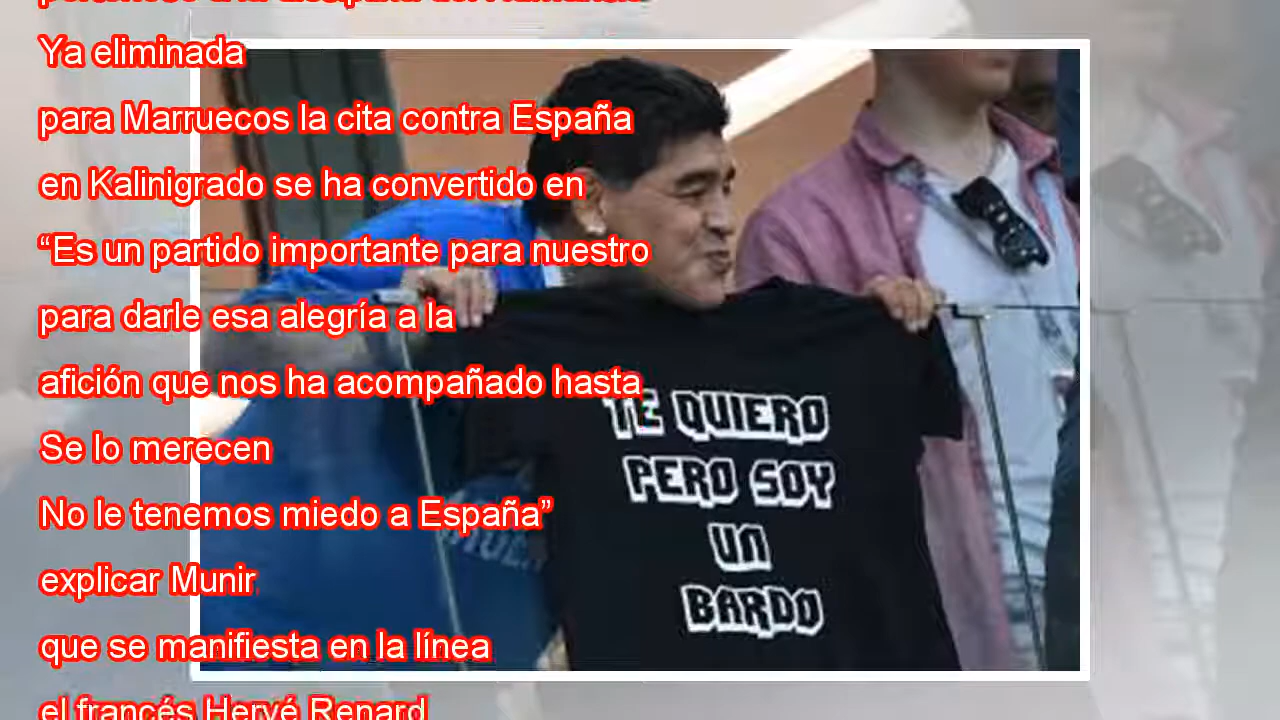 Ya eliminada
para Marruecos la cita contra España
en Kalinigrado se ha convertido en
“Es un partido importante para nuestro
para darle esa alegría a la
afición que nos ha acompañado hasta
Se lo merecen
No le tenemos miedo a España”
explicar Munir
que se manifiesta en la línea
el francés Hervé Renard
TE QUIERO
PERO SOY
UN
BARDO